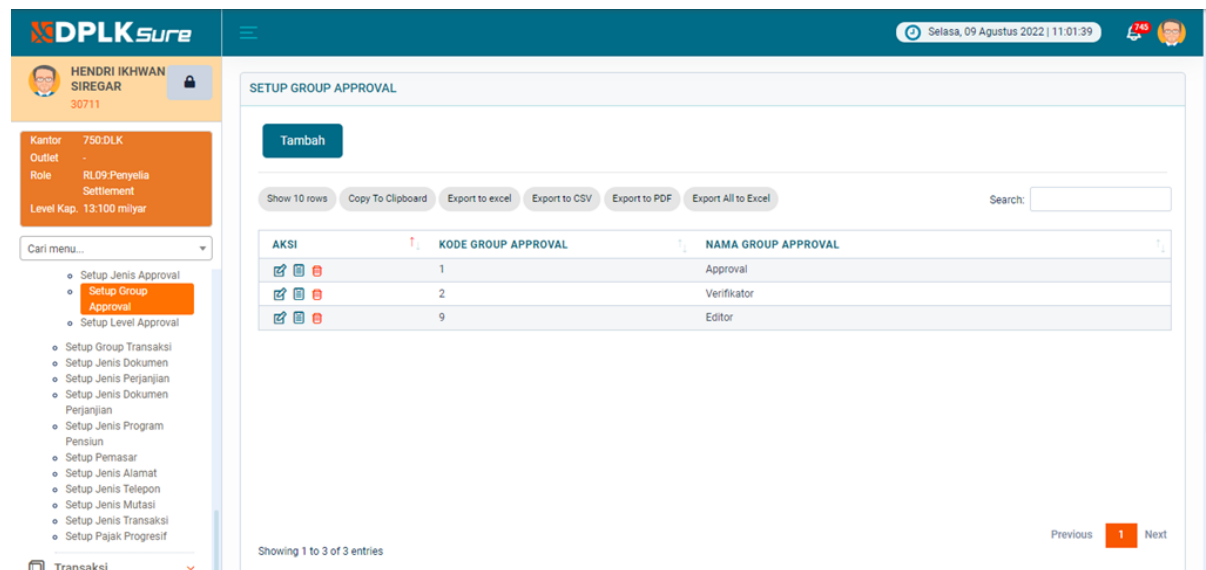 DPLKsure
Selasa, 09 Agustus 2022 | 11:01:39
745
HENDRI IKHWAN
SIREGAR
30711
Kantor 750:DLK
Outlet -
Role RL09:Penyelia
Settlement
Level Kap. 13:100 milyar
Cari menu...
Setup Jenis Approval
Setup Group
Approval
Setup Level Approval
Setup Group Transaksi
Setup Jenis Dokumen
Setup Jenis Perjanjian
Setup Jenis Dokumen
Perjanjian
Setup Jenis Program
Pensiun
Setup Pemasar
Setup Jenis Alamat
Setup Jenis Telepon
Setup Jenis Mutasi
Setup Jenis Transaksi
Setup Pajak Progresif
Transaksi
SETUP GROUP APPROVAL
Tambah
Show 10 rows Copy To Clipboard Export to excel Export to CSV Export to PDF Export All to Excel Search:
AKSI KODE GROUP APPROVAL NAMA GROUP APPROVAL
1 Approval
2 Verifikator
9 Editor
Previous 1 Next
Showing 1 to 3 of 3 entries